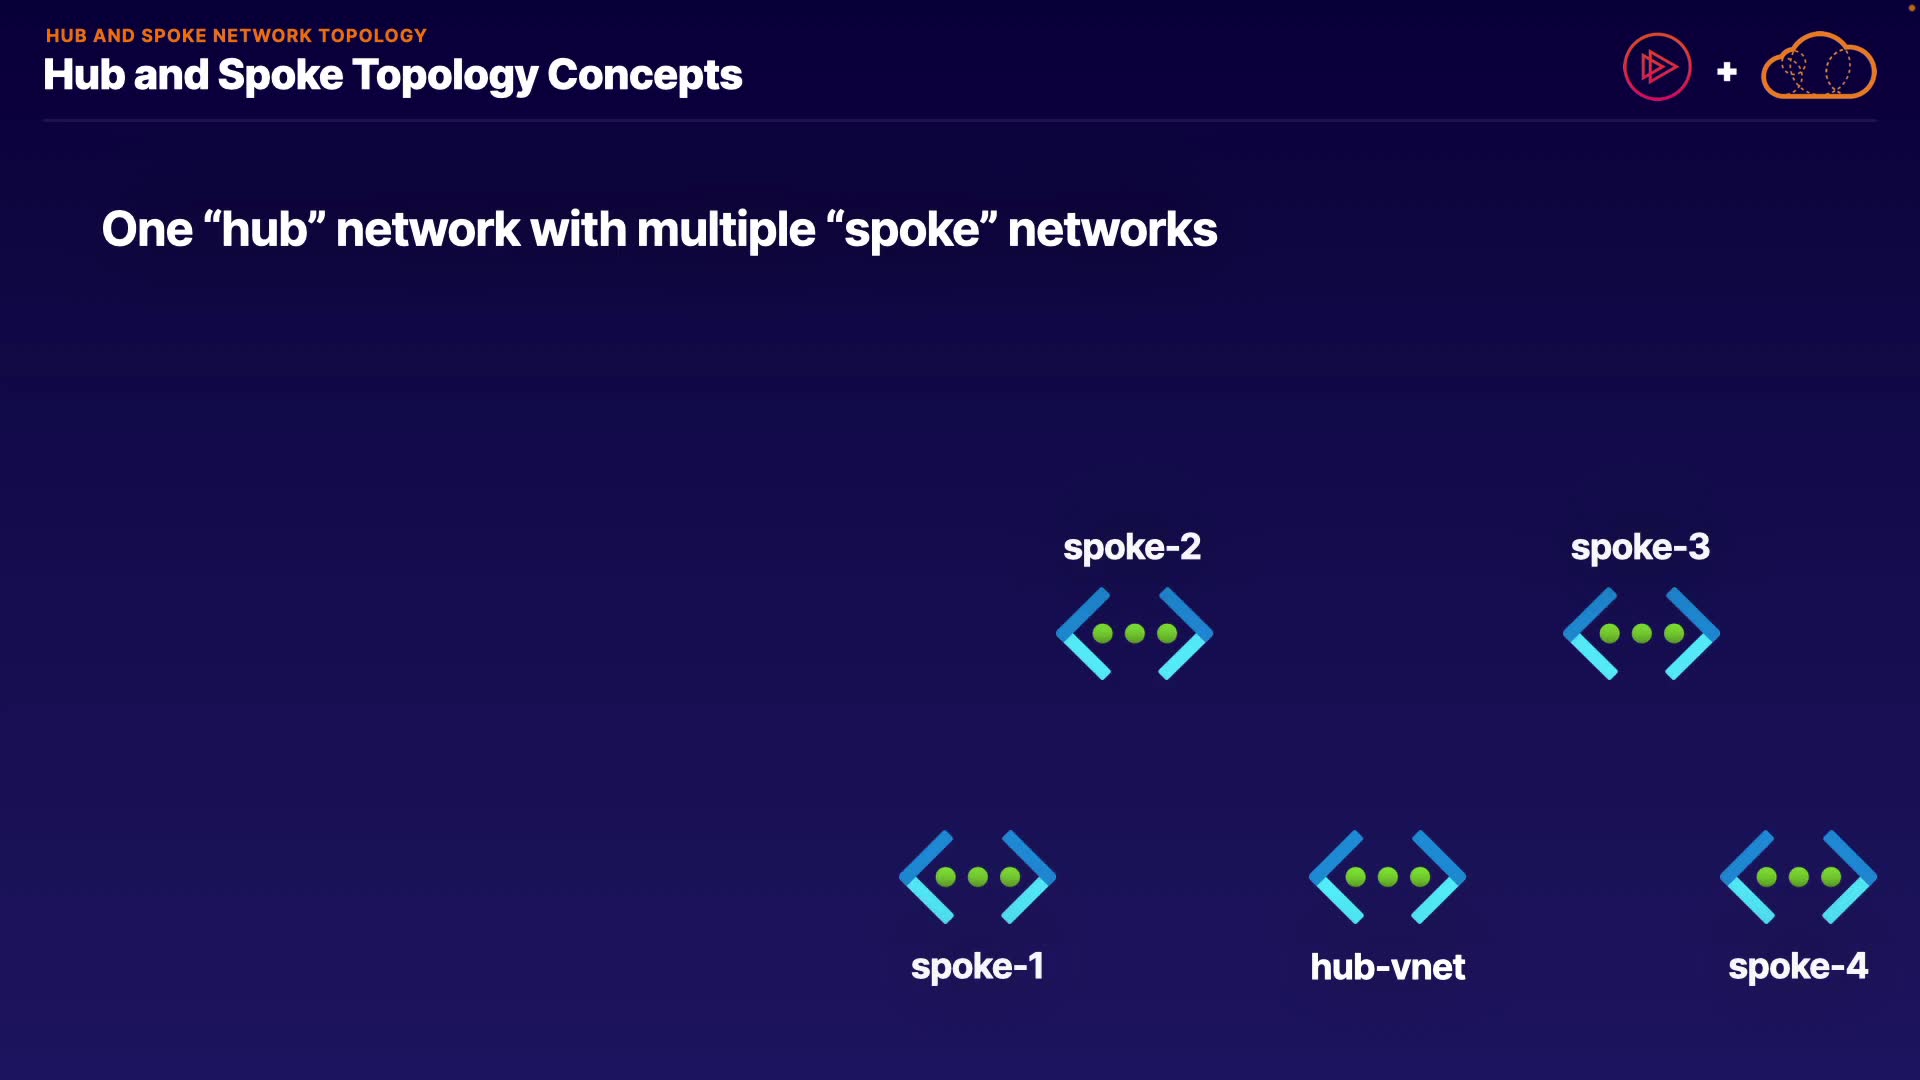 HUB AND SPOKE NETWORK TOPOLOGY
Hub and Spoke Topology Concepts
+
One “hub” network with multiple “spoke” networks
spoke-2
spoke-3
spoke-1
hub-vnet
spoke-4